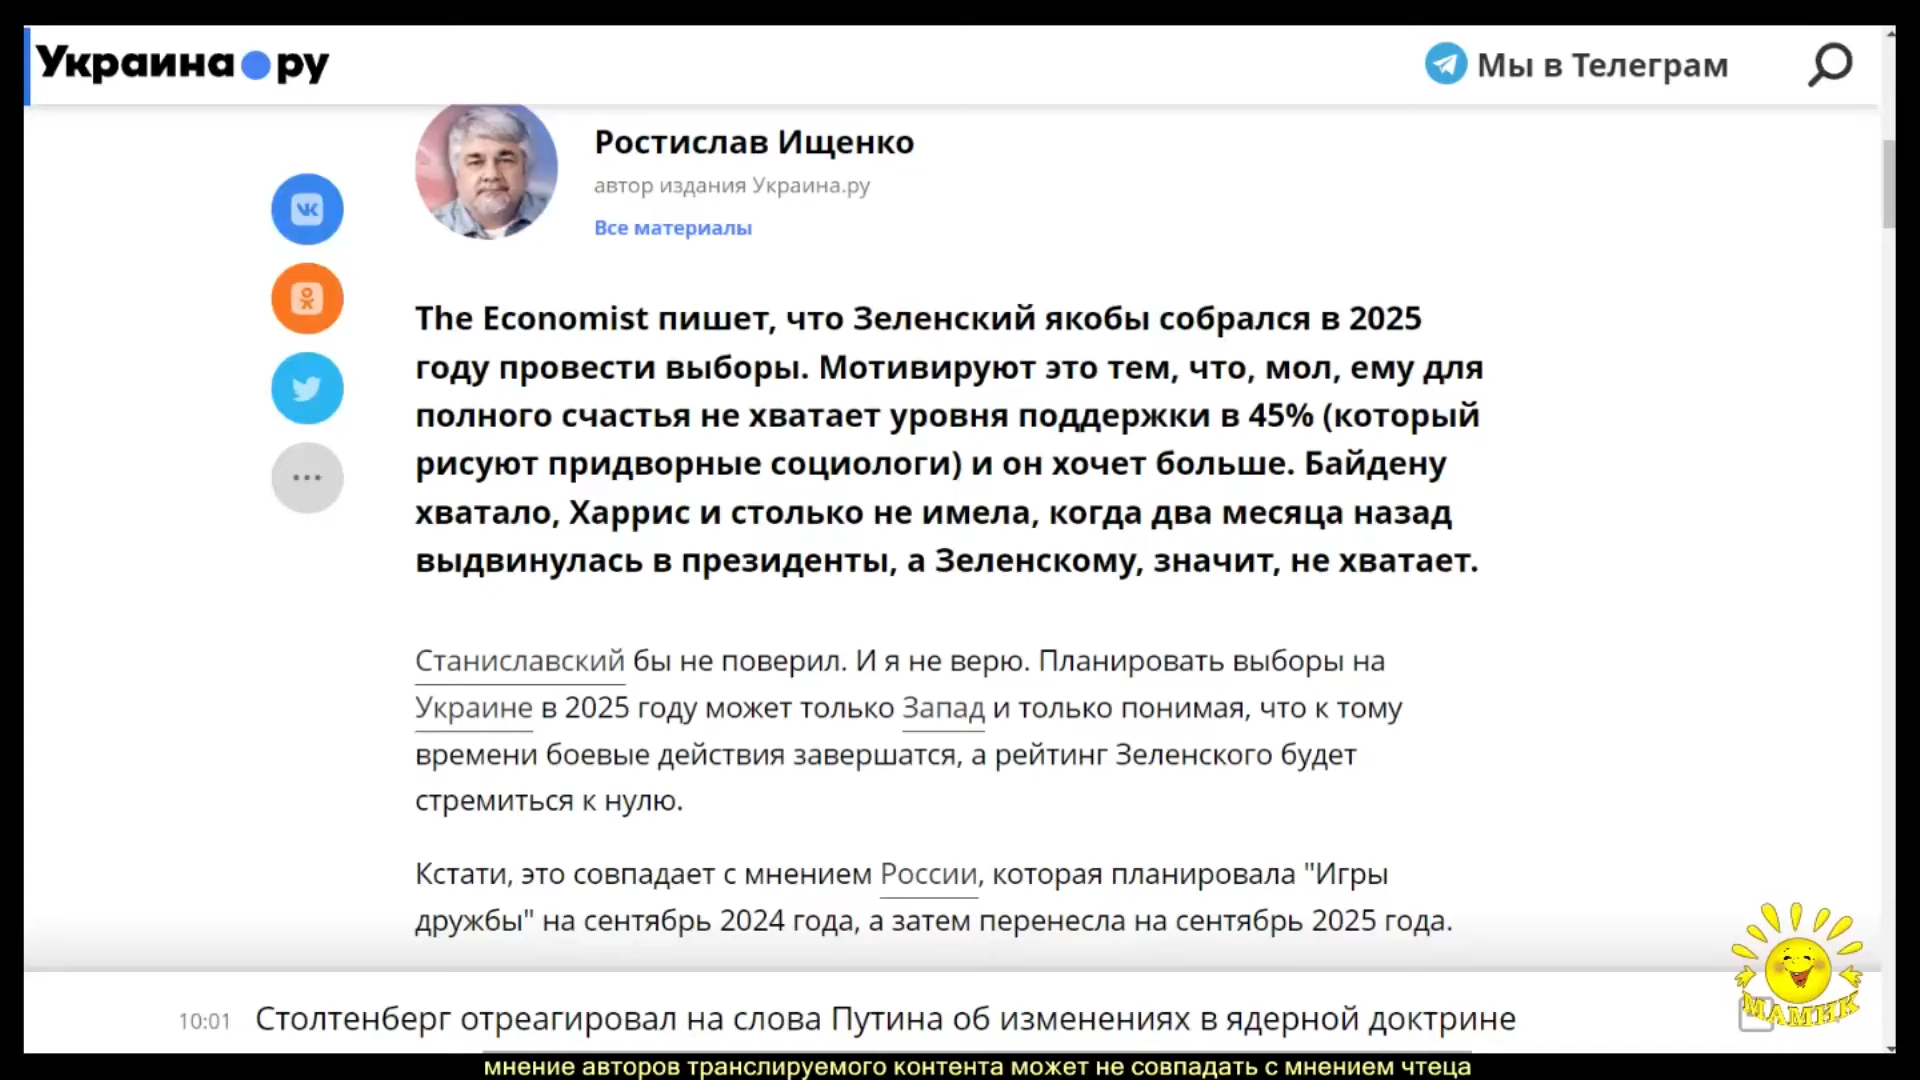 Украина ру
Мы в Телеграм
Ростислав Ищенко
автор издания Украина.ру
Все материалы
The Economist пишет, что Зеленский якобы собрался в 2025
году провести выборы. Мотивируют это тем, что, мол, ему для
полного счастья не хватает уровня поддержки в 45% (который
рисуют придворные социологи) и он хочет больше. Байдену
хватало, Харрис и столько не имела, когда два месяца назад
выдвинулась в президенты, а Зеленскому, значит, не хватает.
Станиславский бы не поверил. И я не верю. Планировать выборы на
Украине в 2025 году может только Запад и только понимая, что к тому
времени боевые действия завершатся, а рейтинг Зеленского будет
стремиться к нулю.
Кстати, это совпадает с мнением России, которая планировала "Игры
дружбы" на сентябрь 2024 года, а затем перенесла на сентябрь 2025 года.
МАМИК
10:01 Столтенберг отреагировал на слова Путина об изменениях в ядерной доктрине
мнение авторов транслируемого контента может не совпадать с мнением чтеца